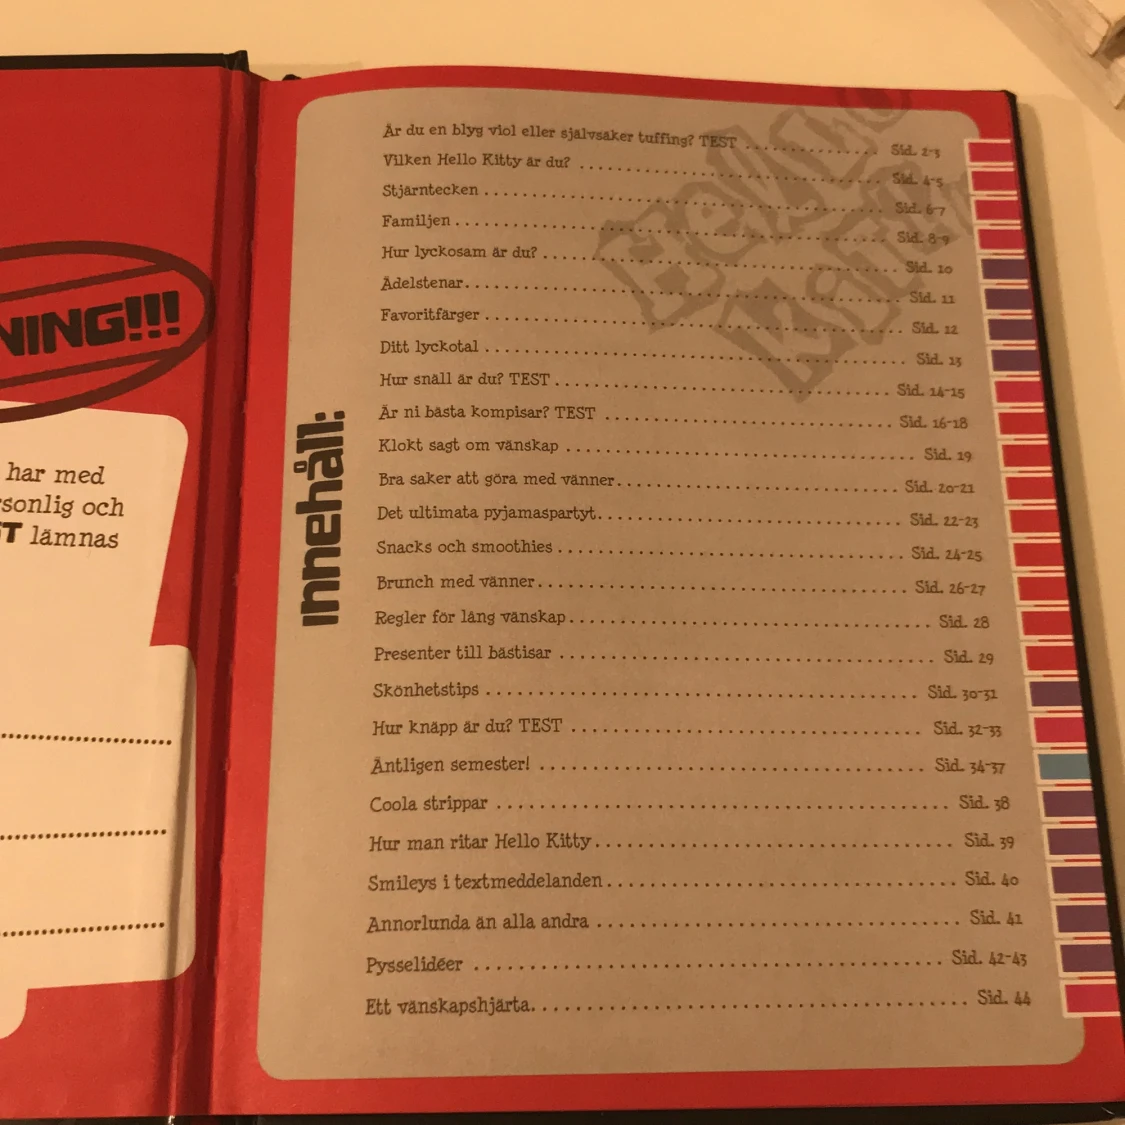 NING!!!
har med
rsonlig och
ST lämnas
Innehåll:
Är du en blyg viol eller självsäker tuffing? TEST .......... Sid. 2-3
Vilken Hello Kitty är du? .......... Sid. 4-5
Stjärntecken .......... Sid. 6-7
Familjen .......... Sid. 8-9
Hur lyckosam är du? .......... Sid. 10
Ädelstenar .......... Sid. 11
Favoritfärger .......... Sid. 12
Ditt lyckotal .......... Sid. 13
Hur snäll är du? TEST .......... Sid. 14-15
Är ni bästa kompisar? TEST .......... Sid. 16-18
Klokt sagt om vänskap .......... Sid. 19
Bra saker att göra med vänner .......... Sid. 20-21
Det ultimata pyjamaspartyt .......... Sid. 22-23
Snacks och smoothies .......... Sid. 24-25
Brunch med vänner .......... Sid. 26-27
Regler för lång vänskap .......... Sid. 28
Presenter till bästisar .......... Sid. 29
Skönhetstips .......... Sid. 30-31
Hur knäpp är du? TEST .......... Sid. 32-33
Äntligen semester! .......... Sid. 34-37
Coola strippar .......... Sid. 38
Hur man ritar Hello Kitty .......... Sid. 39
Smileys i textmeddelanden .......... Sid. 40
Annorlunda än alla andra .......... Sid. 41
Pysselidéer .......... Sid. 42-43
Ett vänskapshjärta .......... Sid. 44
Hello
Kitty